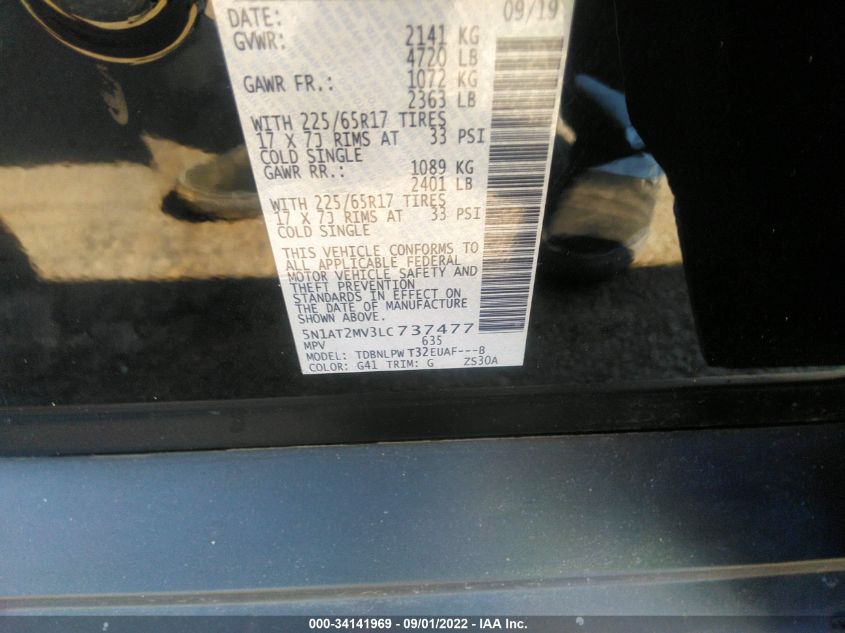 DATE: 09/19
GVWR: 2141 KG
4720 LB
GAWR FR.: 1072 KG
2363 LB
WITH 225/65R17 TIRES
17 X 7J RIMS AT 33 PSI
COLD SINGLE
GAWR RR.: 1089 KG
2401 LB
WITH 225/65R17 TIRES
17 X 7J RIMS AT 33 PSI
COLD SINGLE
THIS VEHICLE CONFORMS TO
ALL APPLICABLE FEDERAL
MOTOR VEHICLE SAFETY AND
THEFT PREVENTION
STANDARDS IN EFFECT ON
THE DATE OF MANUFACTURE
SHOWN ABOVE.
5N1AT2MV3LC737477
MPV 635
MODEL: TDBNLPW T32EUAF---B
COLOR: G41 TRIM: G ZS30A
000-34141969 - 09/01/2022 - IAA Inc.